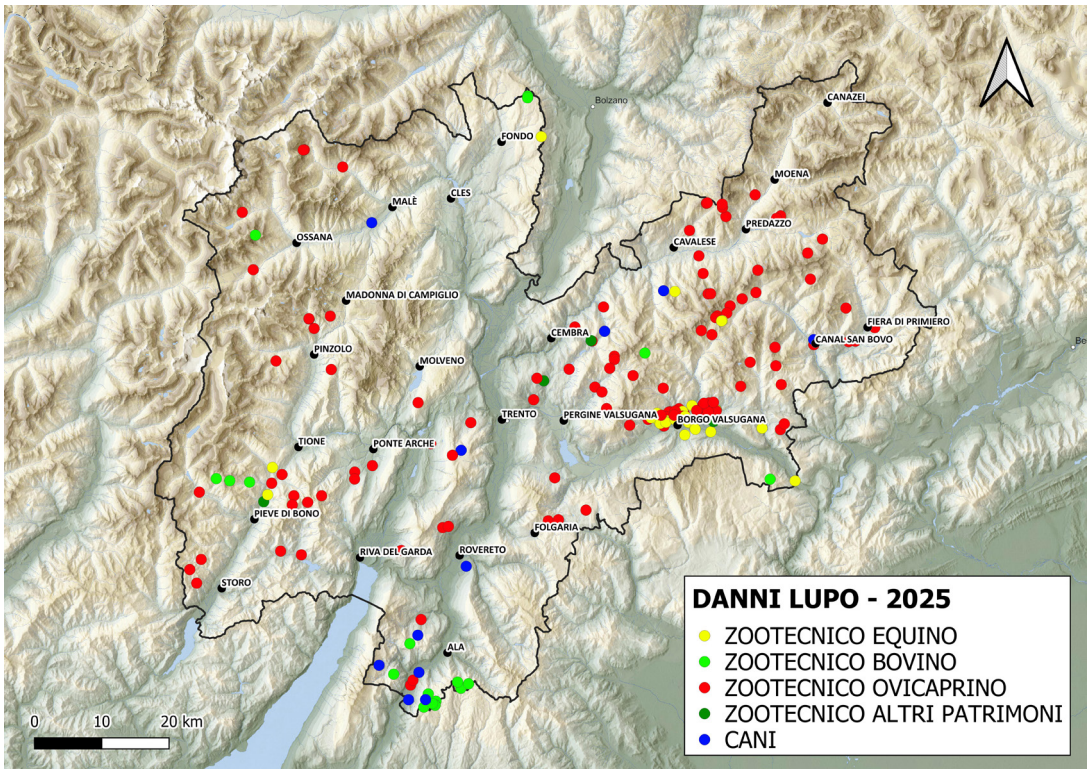 Bolzano
CANAZEI
FONDO
MOENA
CLES
MALÈ
PREDAZZO
OSSANA
CAVALESE
MADONNA DI CAMPIGLIO
FIERA DI PRIMIERO
CEMBRA
CANAL SAN BOVO
Be
PINZOLO
MOLVENO
TRENTO
PERGINE VALSUGANA
BORGO VALSUGANA
TIONE
PONTE ARCHE
PIEVE DI BONO
FOLGARIA
RIVA DEL GARDA
ROVERETO
STORO
ALA
DANNI LUPO - 2025
ZOOTECNICO EQUINO
ZOOTECNICO BOVINO
ZOOTECNICO OVICAPRINO
ZOOTECNICO ALTRI PATRIMONI
CANI
0 10 20 km